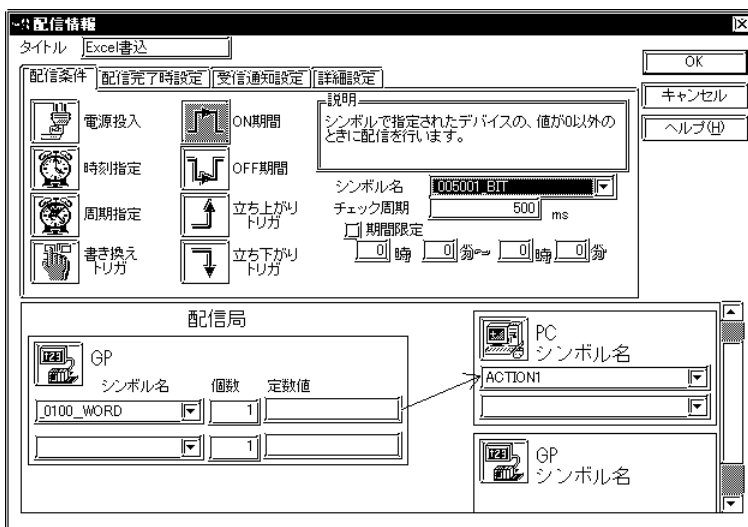 配信情報
タイトル Excel書込
OK
キャンセル
ヘルプ(H)
配信条件 配信完了時設定 受信通知設定 詳細設定
電源投入
ON期間
時刻指定
OFF期間
周期指定
立ち上がり
トリガ
書き換え
トリガ
立ち下がり
トリガ
説明
シンボルで指定されたデバイスの、値が0以外の
ときに配信を行います。
シンボル名 005001_BIT
チェック周期 500 ms
期間限定
0 時 0 分~ 0 時 0 分
配信局
GP
シンボル名 個数 定数値
_0100_WORD 1
1
PC
シンボル名
ACTION1
GP
シンボル名